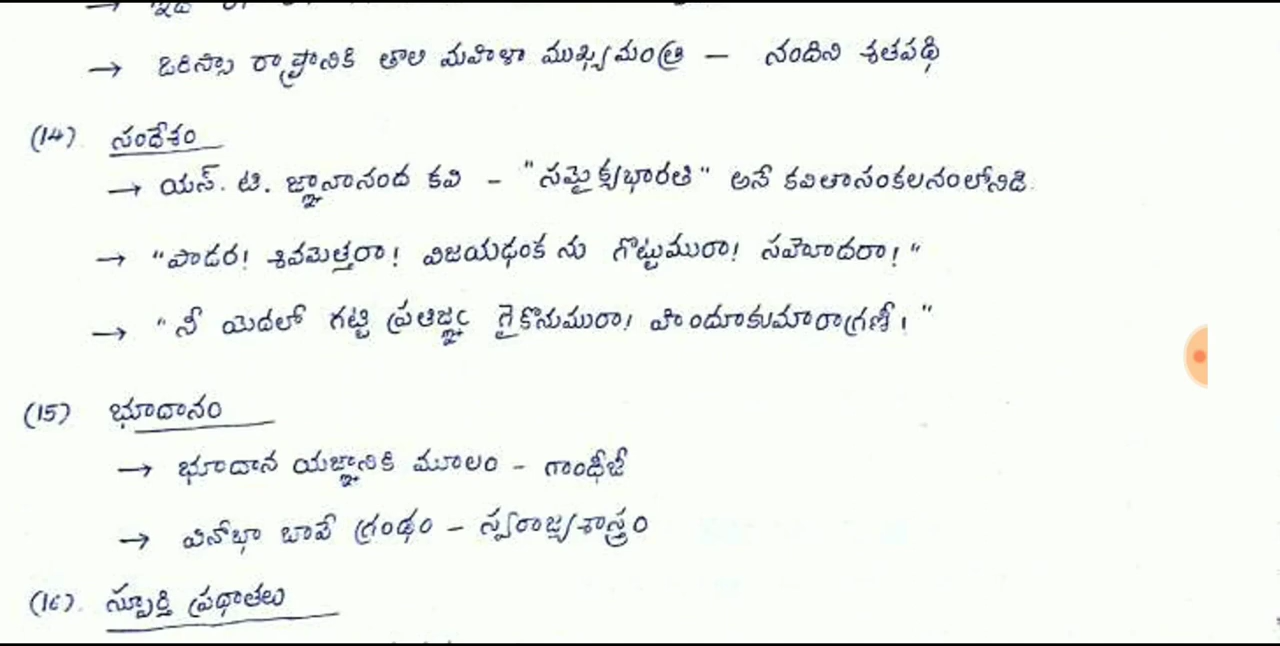 → ఒరిస్సా రాష్ట్రానికి తొలి మహిళా ముఖ్యమంత్రి – నందిని శతపథి
(14) సందేశం
→ యస్. టి. జ్ఞానానంద కవి - "సమైక్యభారతి" అనే కవితాసంకలనంలోనిది.
→ "పాడర! శివమెత్తరా! విజయఢంక ను గొట్టుమురా! సహోదరా!"
→ "నీ యెదలో గట్టి ప్రతిజ్ఞఁ గైకొనుమురా! హిందూకుమారాగ్రణీ!"
(15) భూదానం
→ భూదాన యజ్ఞానికి మూలం - గాంధీజీ
→ వినోభా బావే గ్రంథం – స్వరాజ్యశాస్త్రం
(16). స్ఫూర్తి ప్రదాతలు